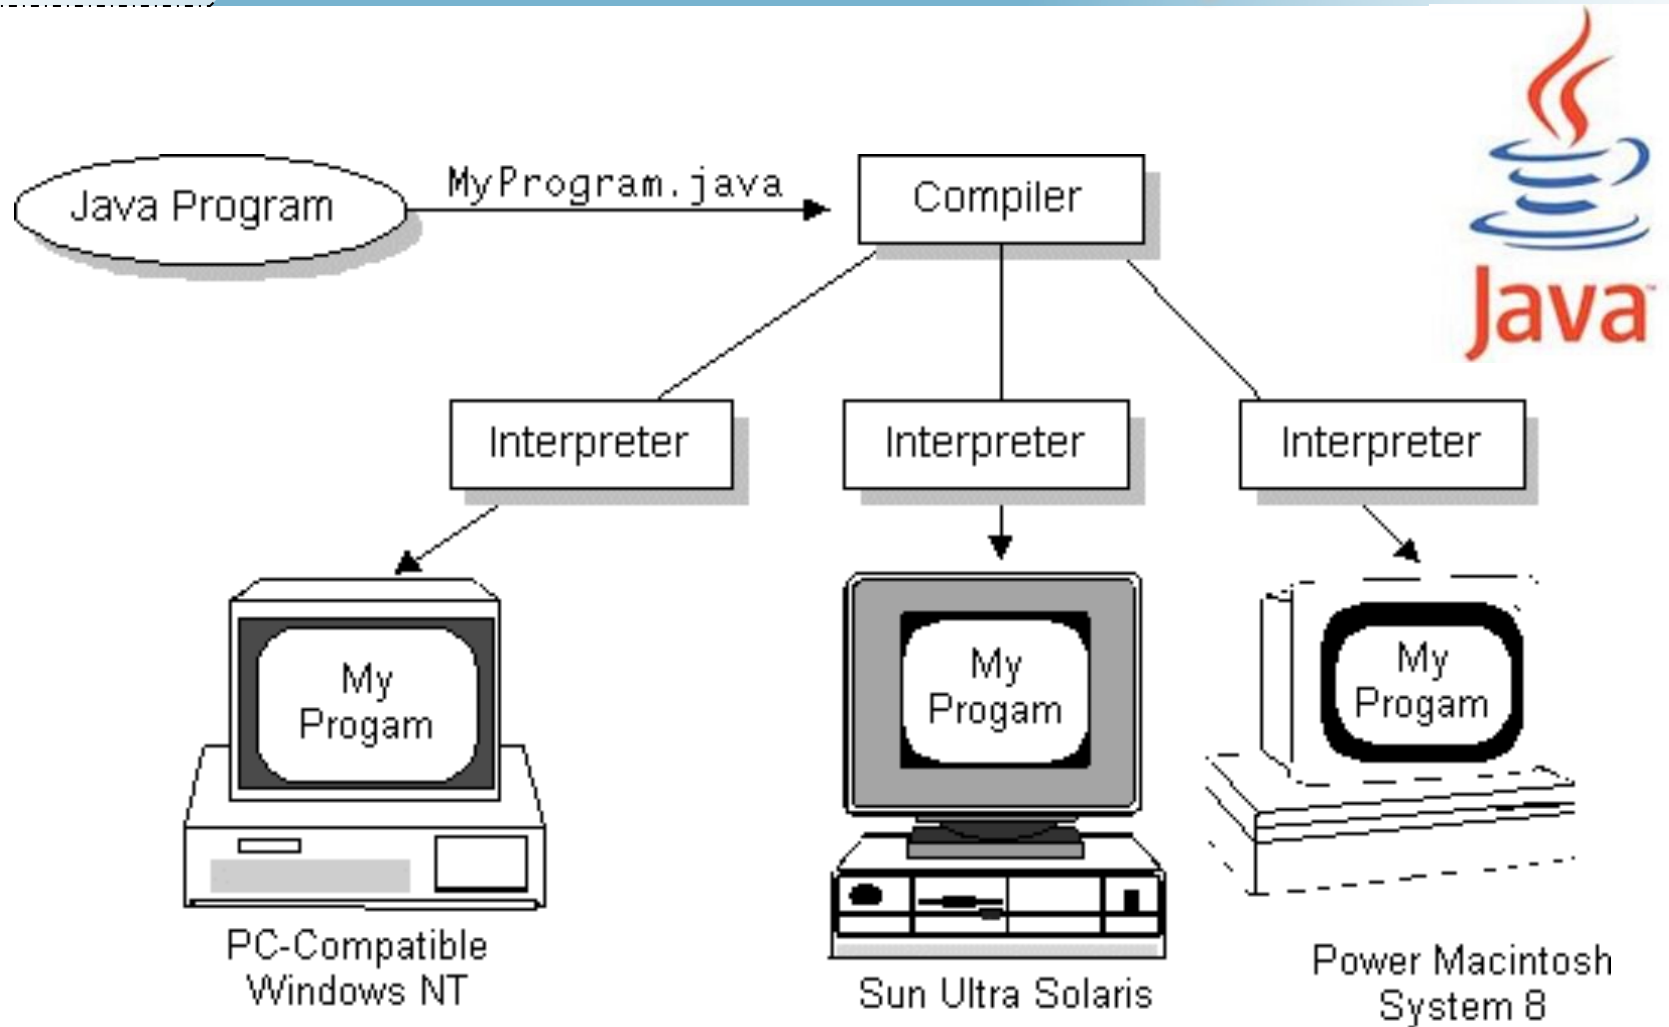 Java Program
MyProgram.java
Compiler
Java™
Interpreter
Interpreter
Interpreter
My
Progam
My
Progam
My
Progam
PC-Compatible
Windows NT
Sun Ultra Solaris
Power Macintosh
System 8